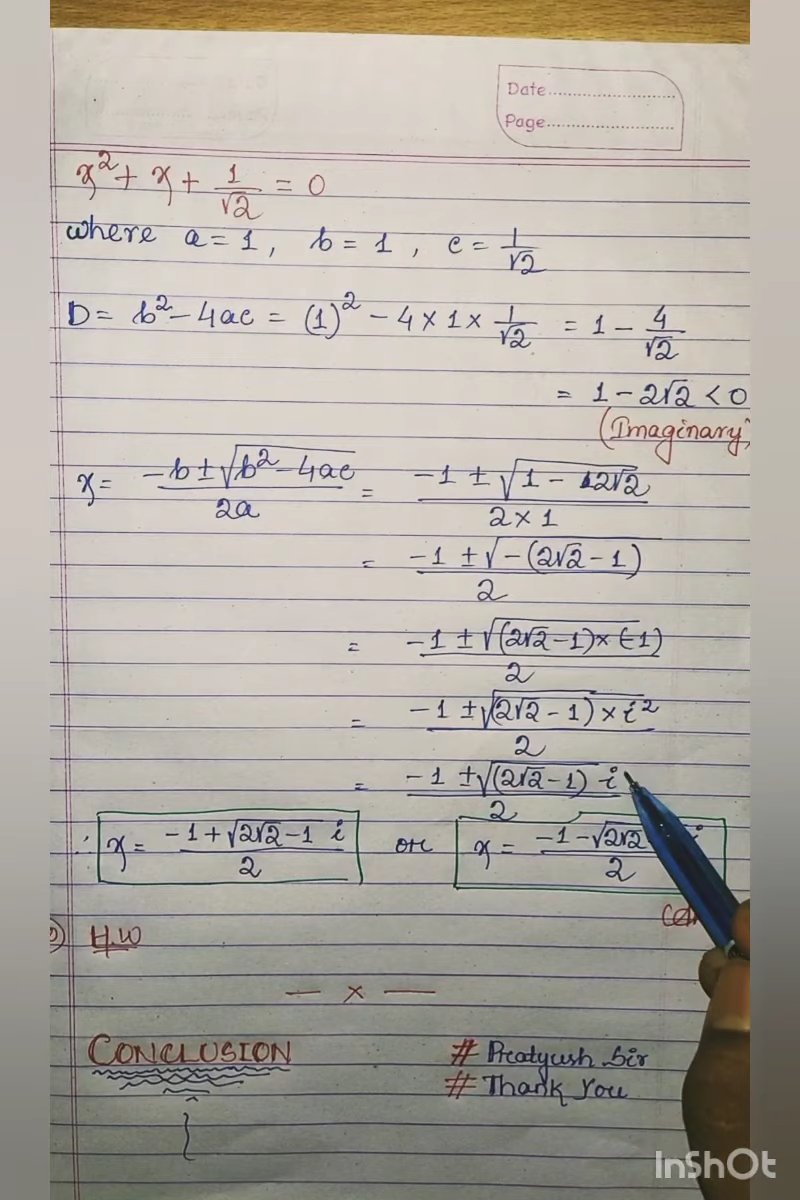 Date..............................
Page..............................
x² + x + 1/√2 = 0
where a = 1, b = 1, c = 1/√2
D = b² - 4ac = (1)² - 4 × 1 × 1/√2 = 1 - 4/√2
= 1 - 2√2 < 0
(Imaginary)
x = (-b ± √(b² - 4ac))/2a = (-1 ± √(1 - 2√2))/(2 × 1)
= (-1 ± √(-(2√2 - 1)))/2
= (-1 ± √((2√2 - 1) × (-1)))/2
= (-1 ± √((2√2 - 1) × i²))/2
= (-1 ± √(2√2 - 1) i)/2
∴ x = (-1 + √(2√2 - 1) i)/2 or x = (-1 - √(2√2 i)/2
H.W
— × —
CONCLUSION # Pratyush Sir
# Thank You
InShOt